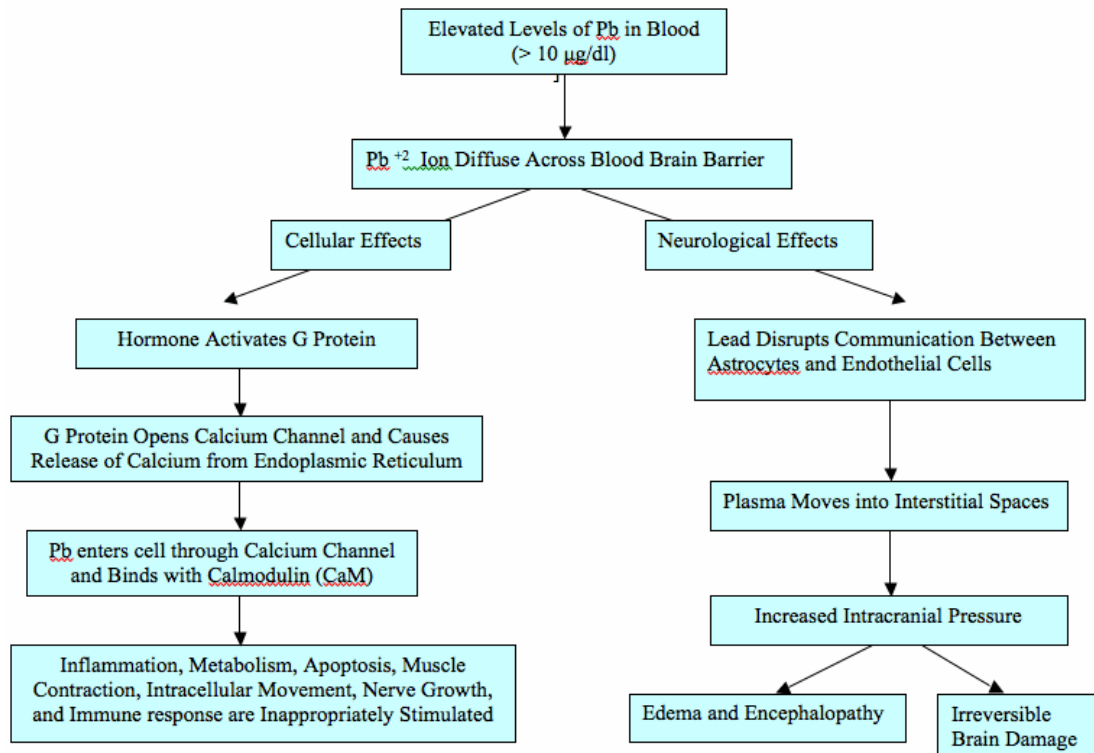 Elevated Levels of Pb in Blood
(> 10 µg/dl)
Pb +2 Ion Diffuse Across Blood Brain Barrier
Cellular Effects
Neurological Effects
Hormone Activates G Protein
G Protein Opens Calcium Channel and Causes
Release of Calcium from Endoplasmic Reticulum
Pb enters cell through Calcium Channel
and Binds with Calmodulin (CaM)
Inflammation, Metabolism, Apoptosis, Muscle
Contraction, Intracellular Movement, Nerve Growth,
and Immune response are Inappropriately Stimulated
Lead Disrupts Communication Between
Astrocytes and Endothelial Cells
Plasma Moves into Interstitial Spaces
Increased Intracranial Pressure
Edema and Encephalopathy
Irreversible
Brain Damage